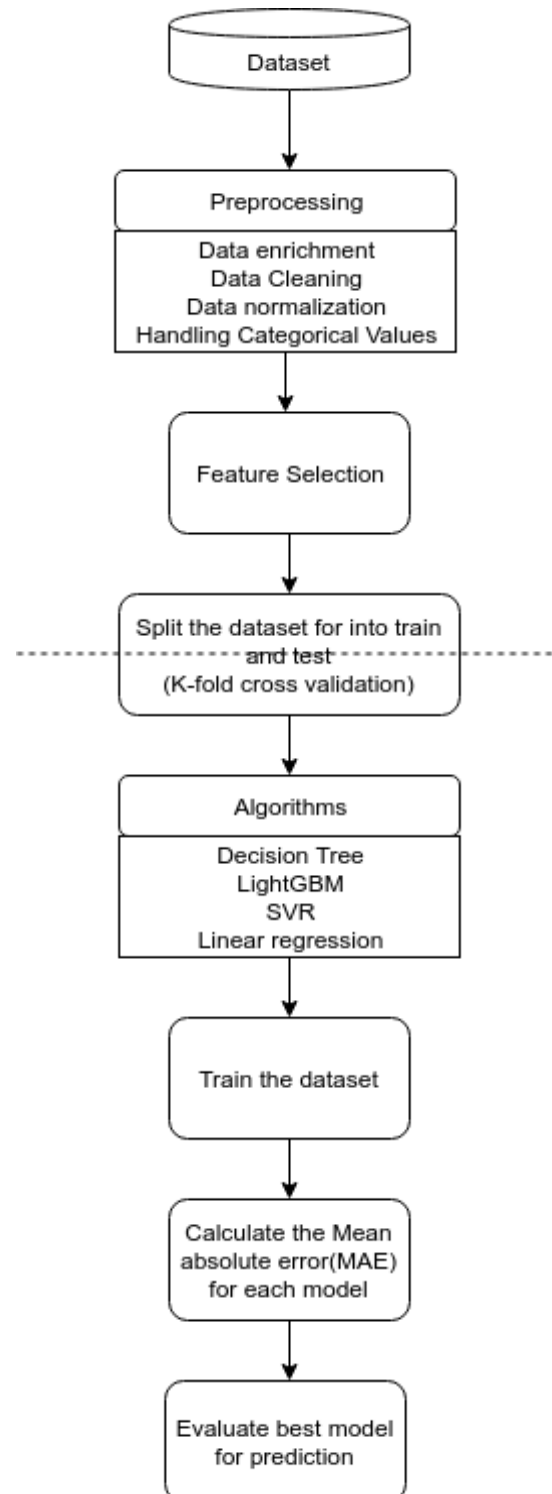 Dataset
Preprocessing
Data enrichment
Data Cleaning
Data normalization
Handling Categorical Values
Feature Selection
Split the dataset for into train
and test
(K-fold cross validation)
Algorithms
Decision Tree
LightGBM
SVR
Linear regression
Train the dataset
Calculate the Mean
absolute error(MAE)
for each model
Evaluate best model
for prediction